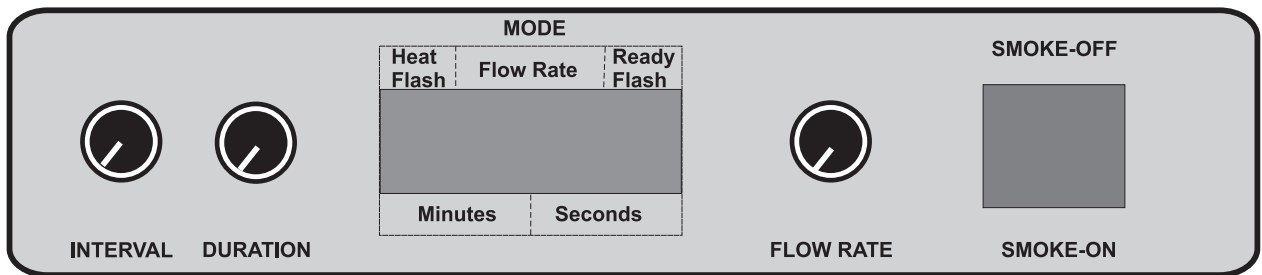 MODE
Heat Flash
Flow Rate
Ready Flash
SMOKE-OFF
Minutes
Seconds
INTERVAL
DURATION
FLOW RATE
SMOKE-ON